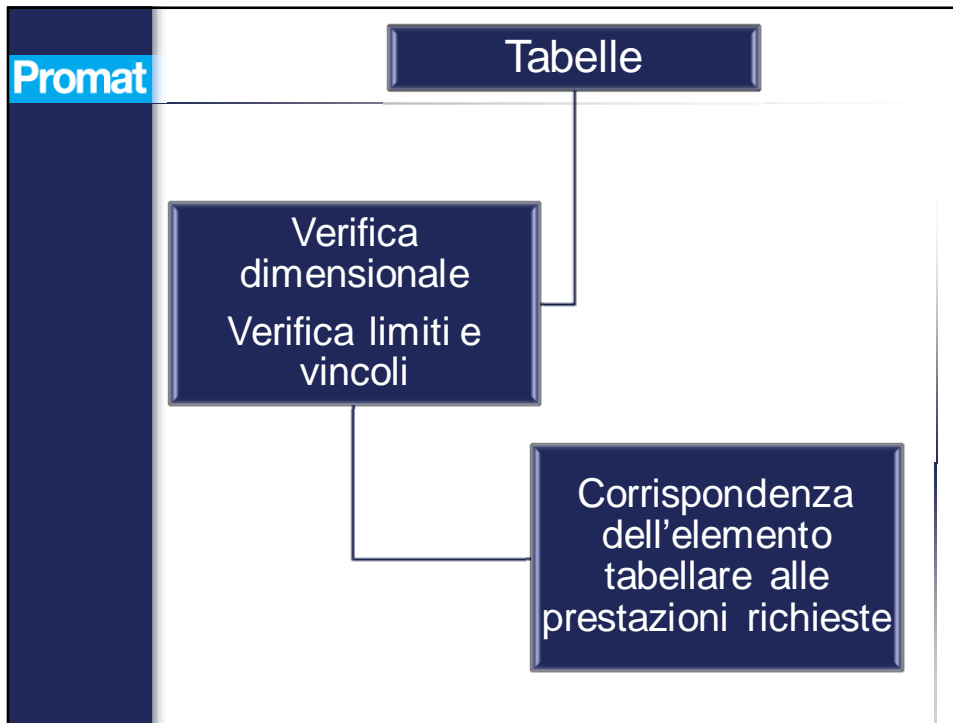 Promat
Tabelle
Verifica
dimensionale
Verifica limiti e
vincoli
Corrispondenza
dell’elemento
tabellare alle
prestazioni richieste